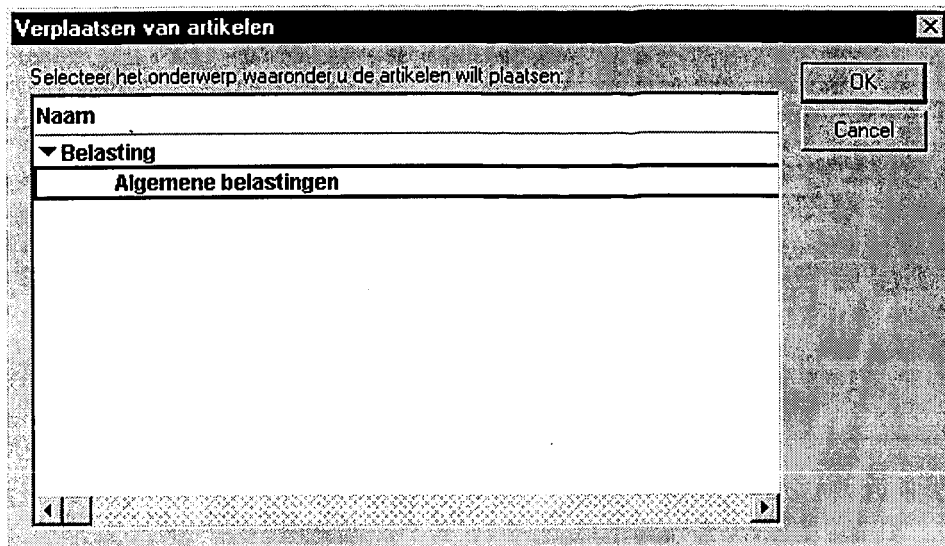 Verplaatsen van artikelen
Selecteer het onderwerp waaronder u de artikelen wilt plaatsen:
OK
Naam
Cancel
Belasting
Algemene belastingen